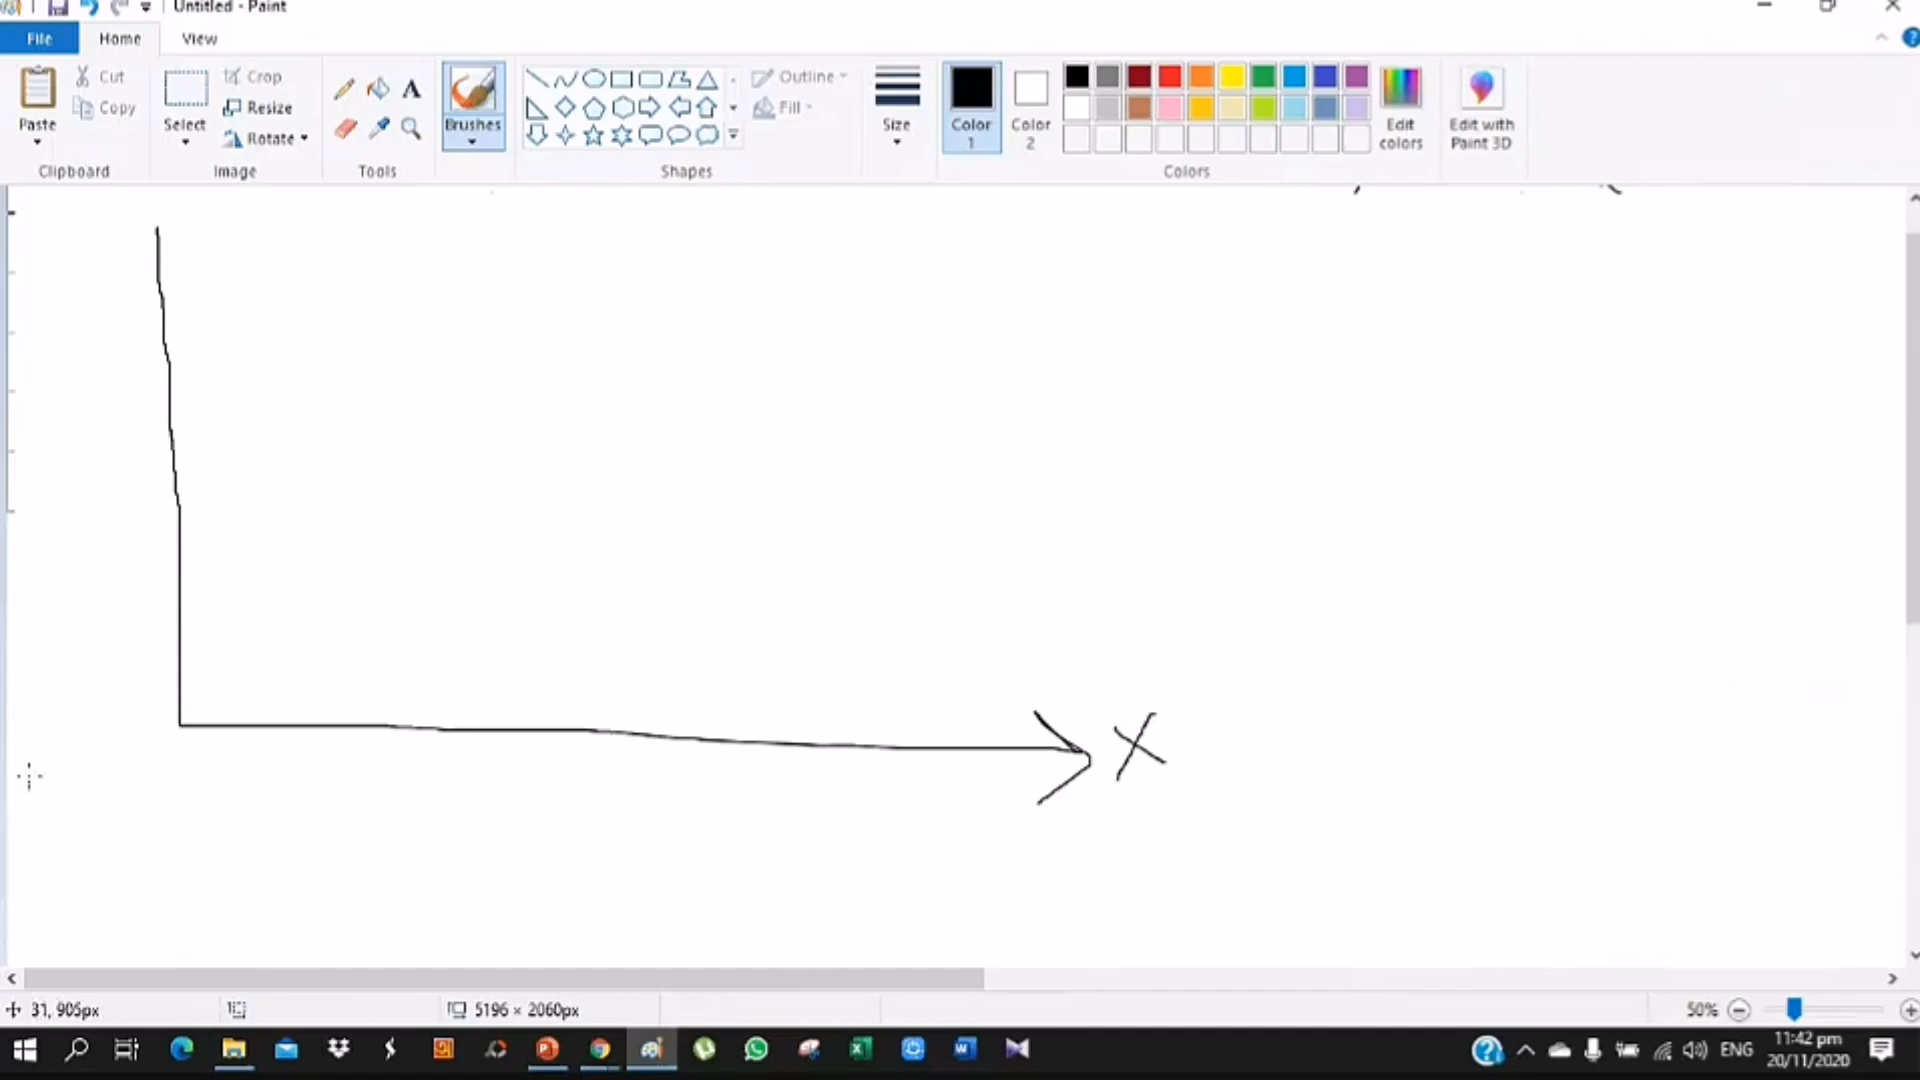 Untitled - Paint
File Home View
Cut
Copy
Paste
Clipboard
Crop
Resize
Rotate
Select
Image
A
Tools
Brushes
Outline
Fill
Shapes
Size
Color 1
Color 2
Edit colors
Colors
Edit with Paint 3D
X
31, 905px
5196 × 2060px
50%
ENG
11:42 pm
20/11/2020